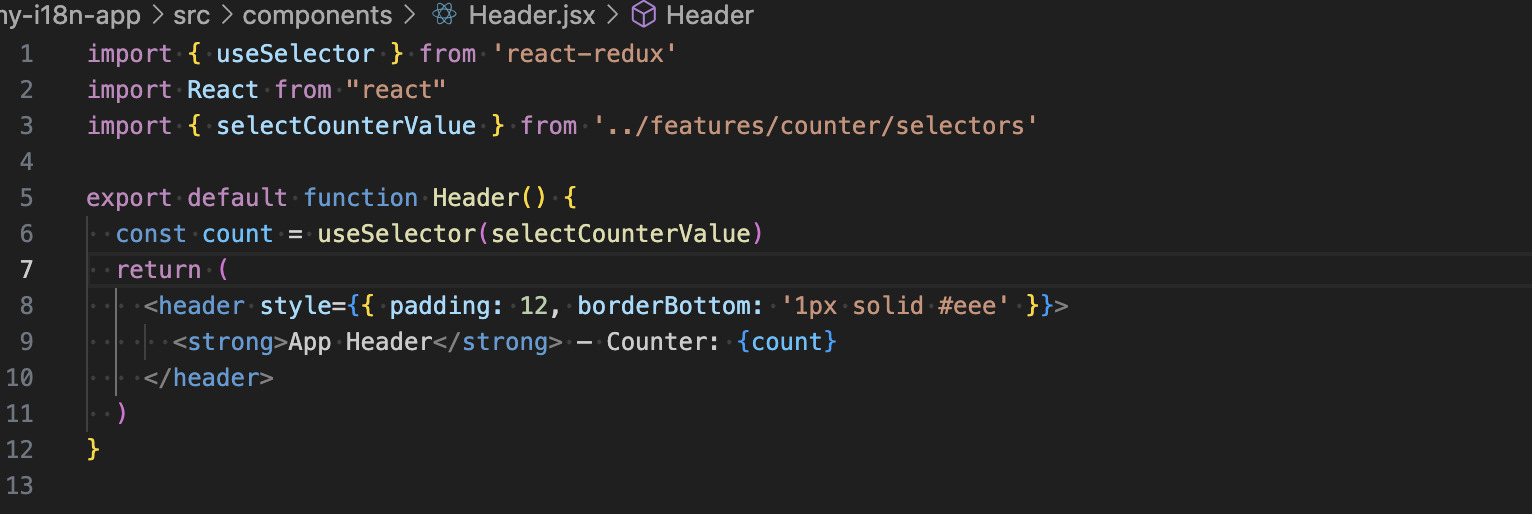 ny-i18n-app > src > components > Header.jsx > Header
1 import { useSelector } from 'react-redux'
2 import React from "react"
3 import { selectCounterValue } from '../features/counter/selectors'
4
5 export default function Header() {
6   const count = useSelector(selectCounterValue)
7   return (
8     <header style={{ padding: 12, borderBottom: '1px solid #eee' }}>
9       <strong>App Header</strong> — Counter: {count}
10     </header>
11   )
12 }
13